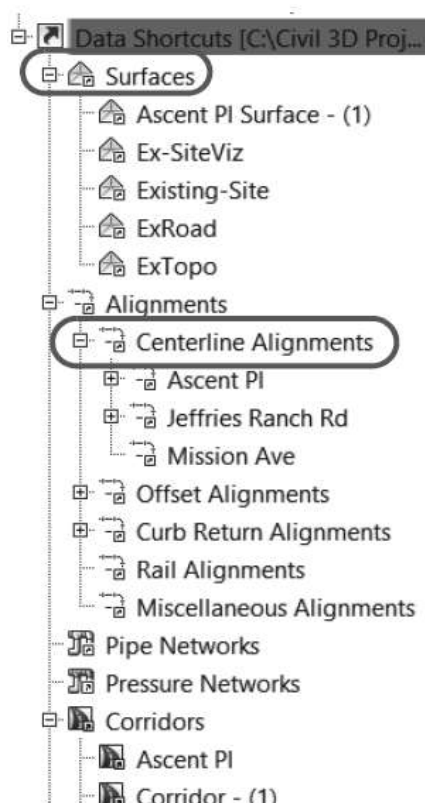 Data Shortcuts [C:\Civil 3D Proj...
Surfaces
Ascent Pl Surface - (1)
Ex-SiteViz
Existing-Site
ExRoad
ExTopo
Alignments
Centerline Alignments
Ascent Pl
Jeffries Ranch Rd
Mission Ave
Offset Alignments
Curb Return Alignments
Rail Alignments
Miscellaneous Alignments
Pipe Networks
Pressure Networks
Corridors
Ascent Pl
Corridor - (1)